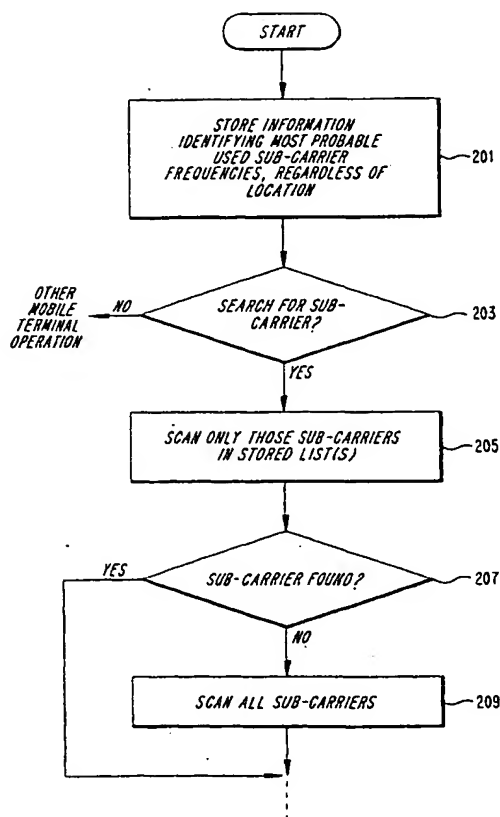 START
STORE INFORMATION
IDENTIFYING MOST PROBABLE
USED SUB-CARRIER
FREQUENCIES, REGARDLESS OF
LOCATION
201
OTHER
MOBILE
TERMINAL
OPERATION
NO
SEARCH FOR SUB-
CARRIER?
203
YES
SCAN ONLY THOSE SUB-CARRIERS
IN STORED LIST(S)
205
YES
SUB-CARRIER FOUND?
207
NO
SCAN ALL SUB-CARRIERS
209